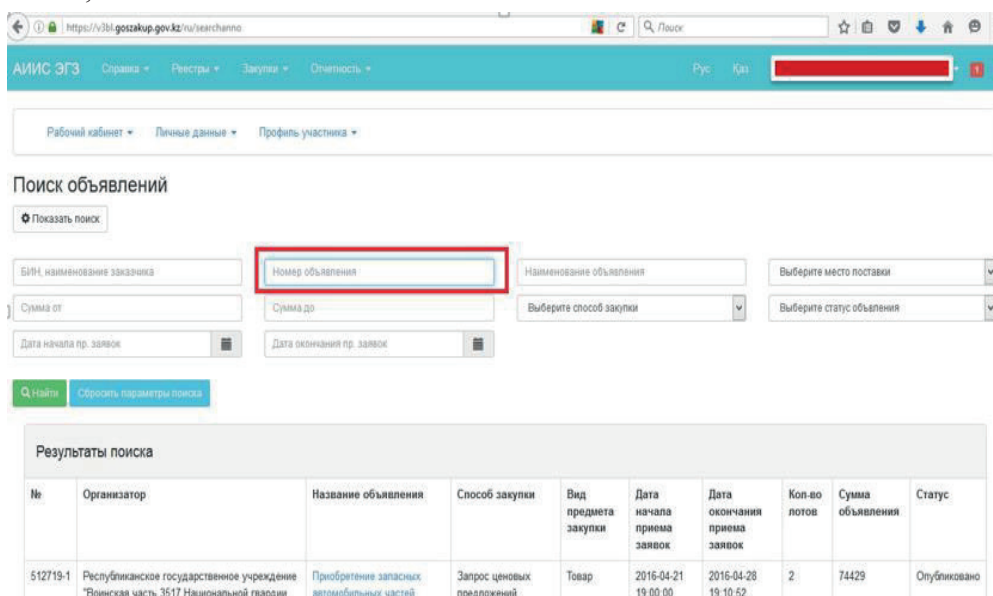 https://v3bl.goszakup.gov.kz/ru/searchanno
Поиск
АИИС ЭГЗ Справка Реестры Закупки Отчетность Рус Қаз
Рабочий кабинет Личные данные Профиль участника
Поиск объявлений
Показать поиск
БИН, наименование заказчика Номер объявления Наименование объявления Выберите место поставки
Сумма от Сумма до Выберите способ закупки Выберите статус объявления
Дата начала пр. заявок Дата окончания пр. заявок
Найти Сбросить параметры поиска
Результаты поиска
№ Организатор Название объявления Способ закупки Вид Дата Дата Кол-во Сумма Статус
предмета начала окончания лотов объявления
закупки приема приема
заявок заявок
512719-1 Республиканское государственное учреждение Приобретение запасных Запрос ценовых Товар 2016-04-21 2016-04-28 2 74429 Опубликовано
"Воинская часть 3517 Национальной гвардии автомобильных частей предложений 19:00:00 19:10:52